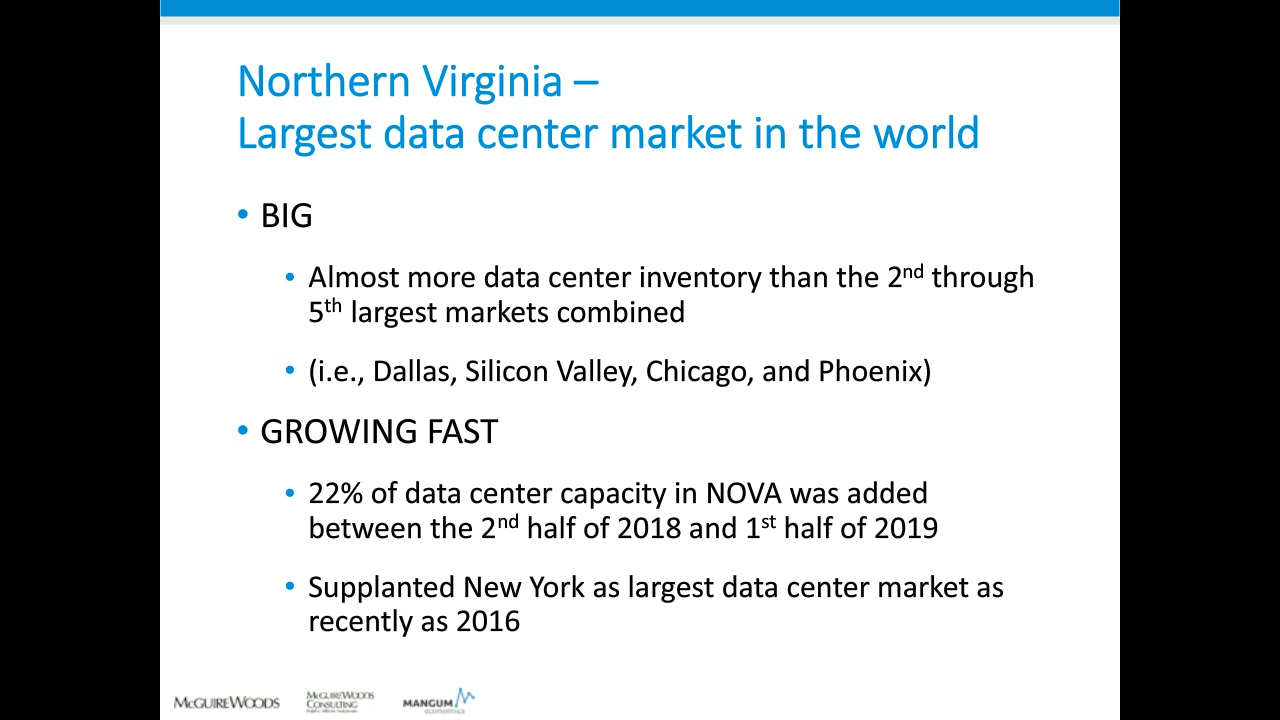 Northern Virginia –
Largest data center market in the world
• BIG
• Almost more data center inventory than the 2nd through
5th largest markets combined
• (i.e., Dallas, Silicon Valley, Chicago, and Phoenix)
• GROWING FAST
• 22% of data center capacity in NOVA was added
between the 2nd half of 2018 and 1st half of 2019
• Supplanted New York as largest data center market as
recently as 2016
McGUIREWOODS
McGUIREWOODS
CONSULTING
MANGUM
ECONOMICS